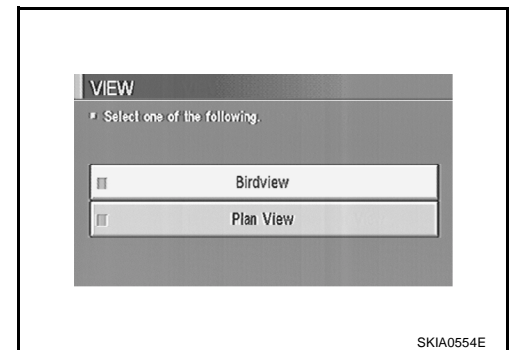 VIEW
Select one of the following.
Birdview
Plan View
SKIA0554E